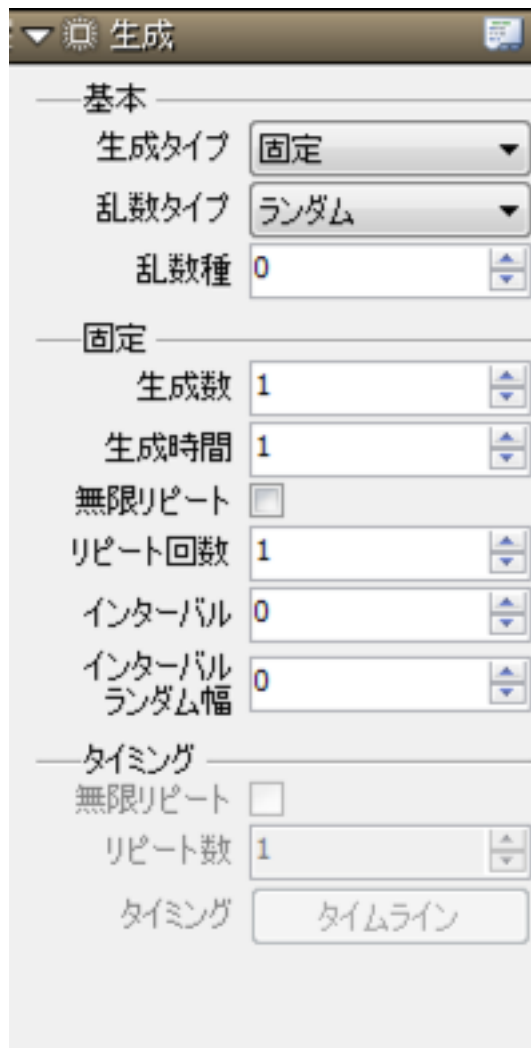 生成
基本
生成タイプ 固定
乱数タイプ ランダム
乱数種 0
固定
生成数 1
生成時間 1
無限リピート
リピート回数 1
インターバル 0
インターバル
ランダム幅 0
タイミング
無限リピート
リピート数 1
タイミング タイムライン